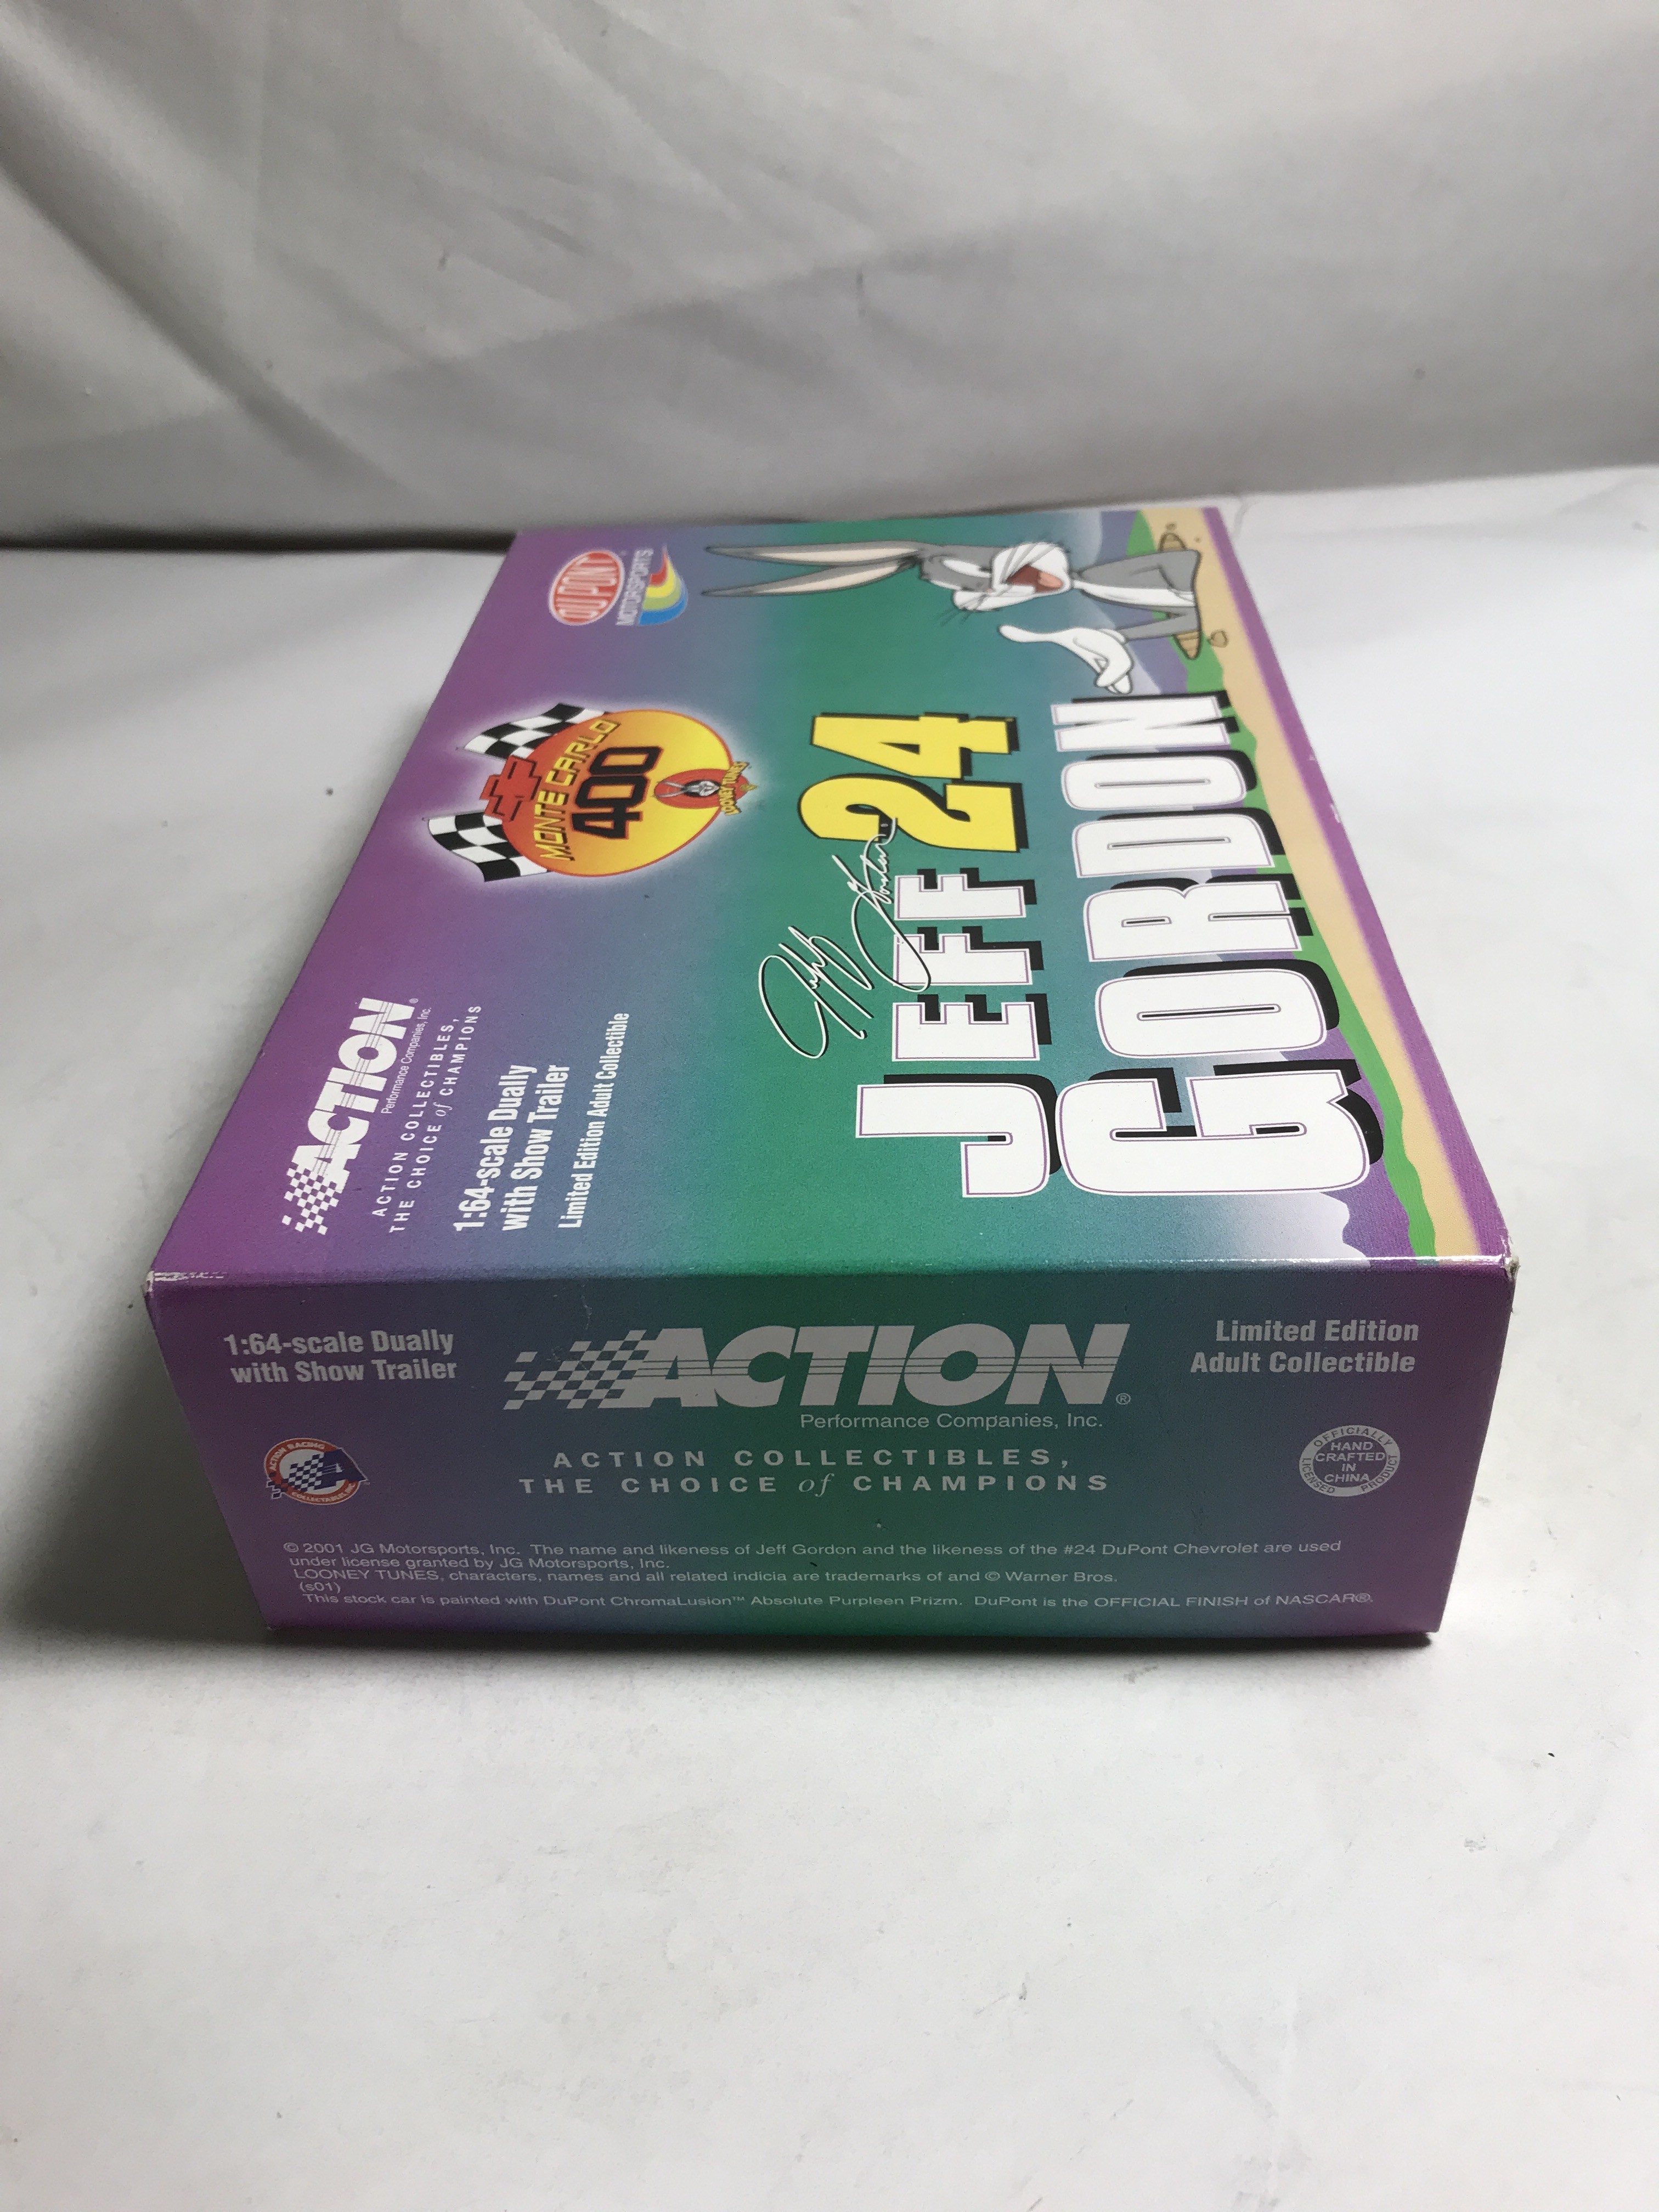 DUPONT
MOTORSPORTS
MONTE CARLO
400
LOONEY TUNES
ACTION®
Performance Companies, Inc.
ACTION COLLECTIBLES,
THE CHOICE of CHAMPIONS
1:64-scale Dually
with Show Trailer
Limited Edition Adult Collectible
Jeff Gordon
JEFF 24
GORDON
1:64-scale Dually
with Show Trailer
ACTION®
Performance Companies, Inc.
ACTION COLLECTIBLES,
THE CHOICE of CHAMPIONS
Limited Edition
Adult Collectible
ACTION RACING
COLLECTABLES, INC.
OFFICIALLY
LICENSED PRODUCT
HAND
CRAFTED
IN
CHINA
© 2001 JG Motorsports, Inc. The name and likeness of Jeff Gordon and the likeness of the #24 DuPont Chevrolet are used
under license granted by JG Motorsports, Inc.
LOONEY TUNES, characters, names and all related indicia are trademarks of and © Warner Bros.
(s01)
This stock car is painted with DuPont ChromaLusion™ Absolute Purpleen Prizm. DuPont is the OFFICIAL FINISH of NASCAR®.